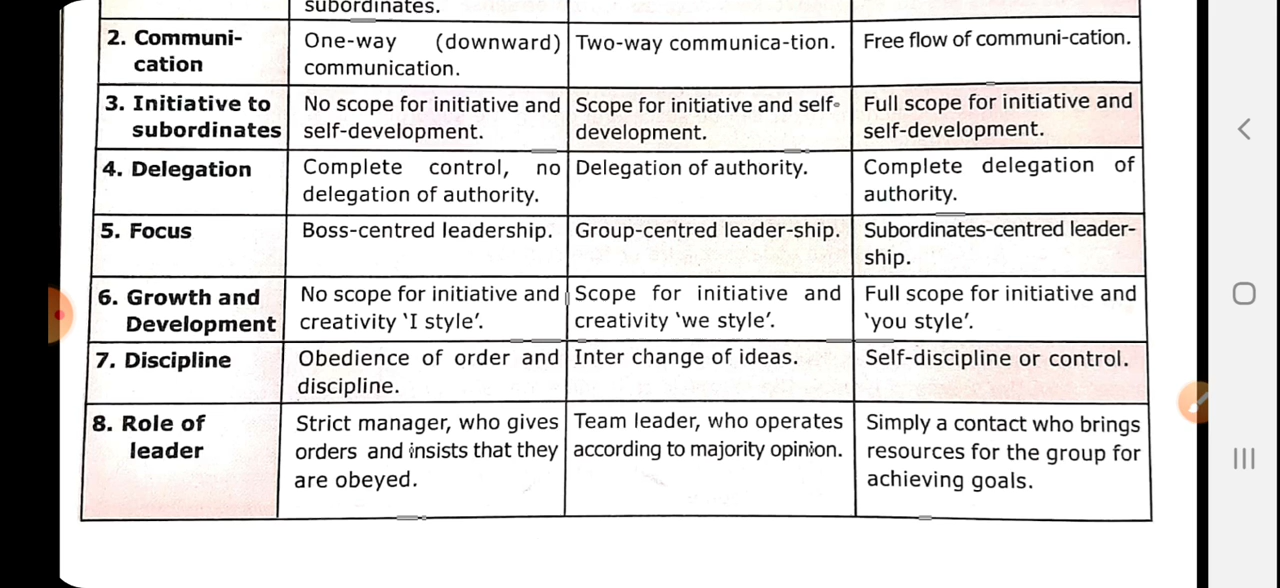 subordinates.
2. Communi-
cation
One-way (downward)
communication.
Two-way communica-tion.
Free flow of communi-cation.
3. Initiative to
subordinates
No scope for initiative and
self-development.
Scope for initiative and self-
development.
Full scope for initiative and
self-development.
4. Delegation
Complete control, no
delegation of authority.
Delegation of authority.
Complete delegation of
authority.
5. Focus
Boss-centred leadership.
Group-centred leader-ship.
Subordinates-centred leader-
ship.
6. Growth and
Development
No scope for initiative and
creativity ‘I style’.
Scope for initiative and
creativity ‘we style’.
Full scope for initiative and
‘you style’.
7. Discipline
Obedience of order and
discipline.
Inter change of ideas.
Self-discipline or control.
8. Role of
leader
Strict manager, who gives
orders and insists that they
are obeyed.
Team leader, who operates
according to majority opinion.
Simply a contact who brings
resources for the group for
achieving goals.